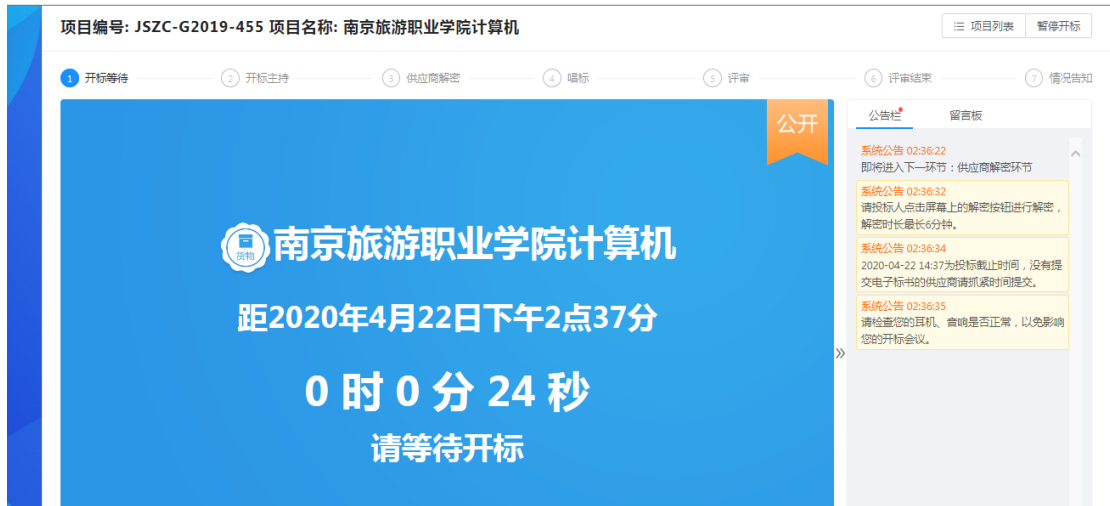 项目编号: JSZC-G2019-455 项目名称: 南京旅游职业学院计算机
项目列表 暂停开标
1 开标等待 2 开标主持 3 供应商解密 4 唱标 5 评审 6 评审结束 7 情况告知
公开
货物
南京旅游职业学院计算机
距2020年4月22日下午2点37分
0 时 0 分 24 秒
请等待开标
公告栏 留言板
系统公告 02:36:22
即将进入下一环节：供应商解密环节
系统公告 02:36:32
请投标人点击屏幕上的解密按钮进行解密，
解密时长最长6分钟。
系统公告 02:36:34
2020-04-22 14:37为投标截止时间，没有提
交电子标书的供应商请抓紧时间提交。
系统公告 02:36:35
请检查您的耳机、音响是否正常，以免影响
您的开标会议。